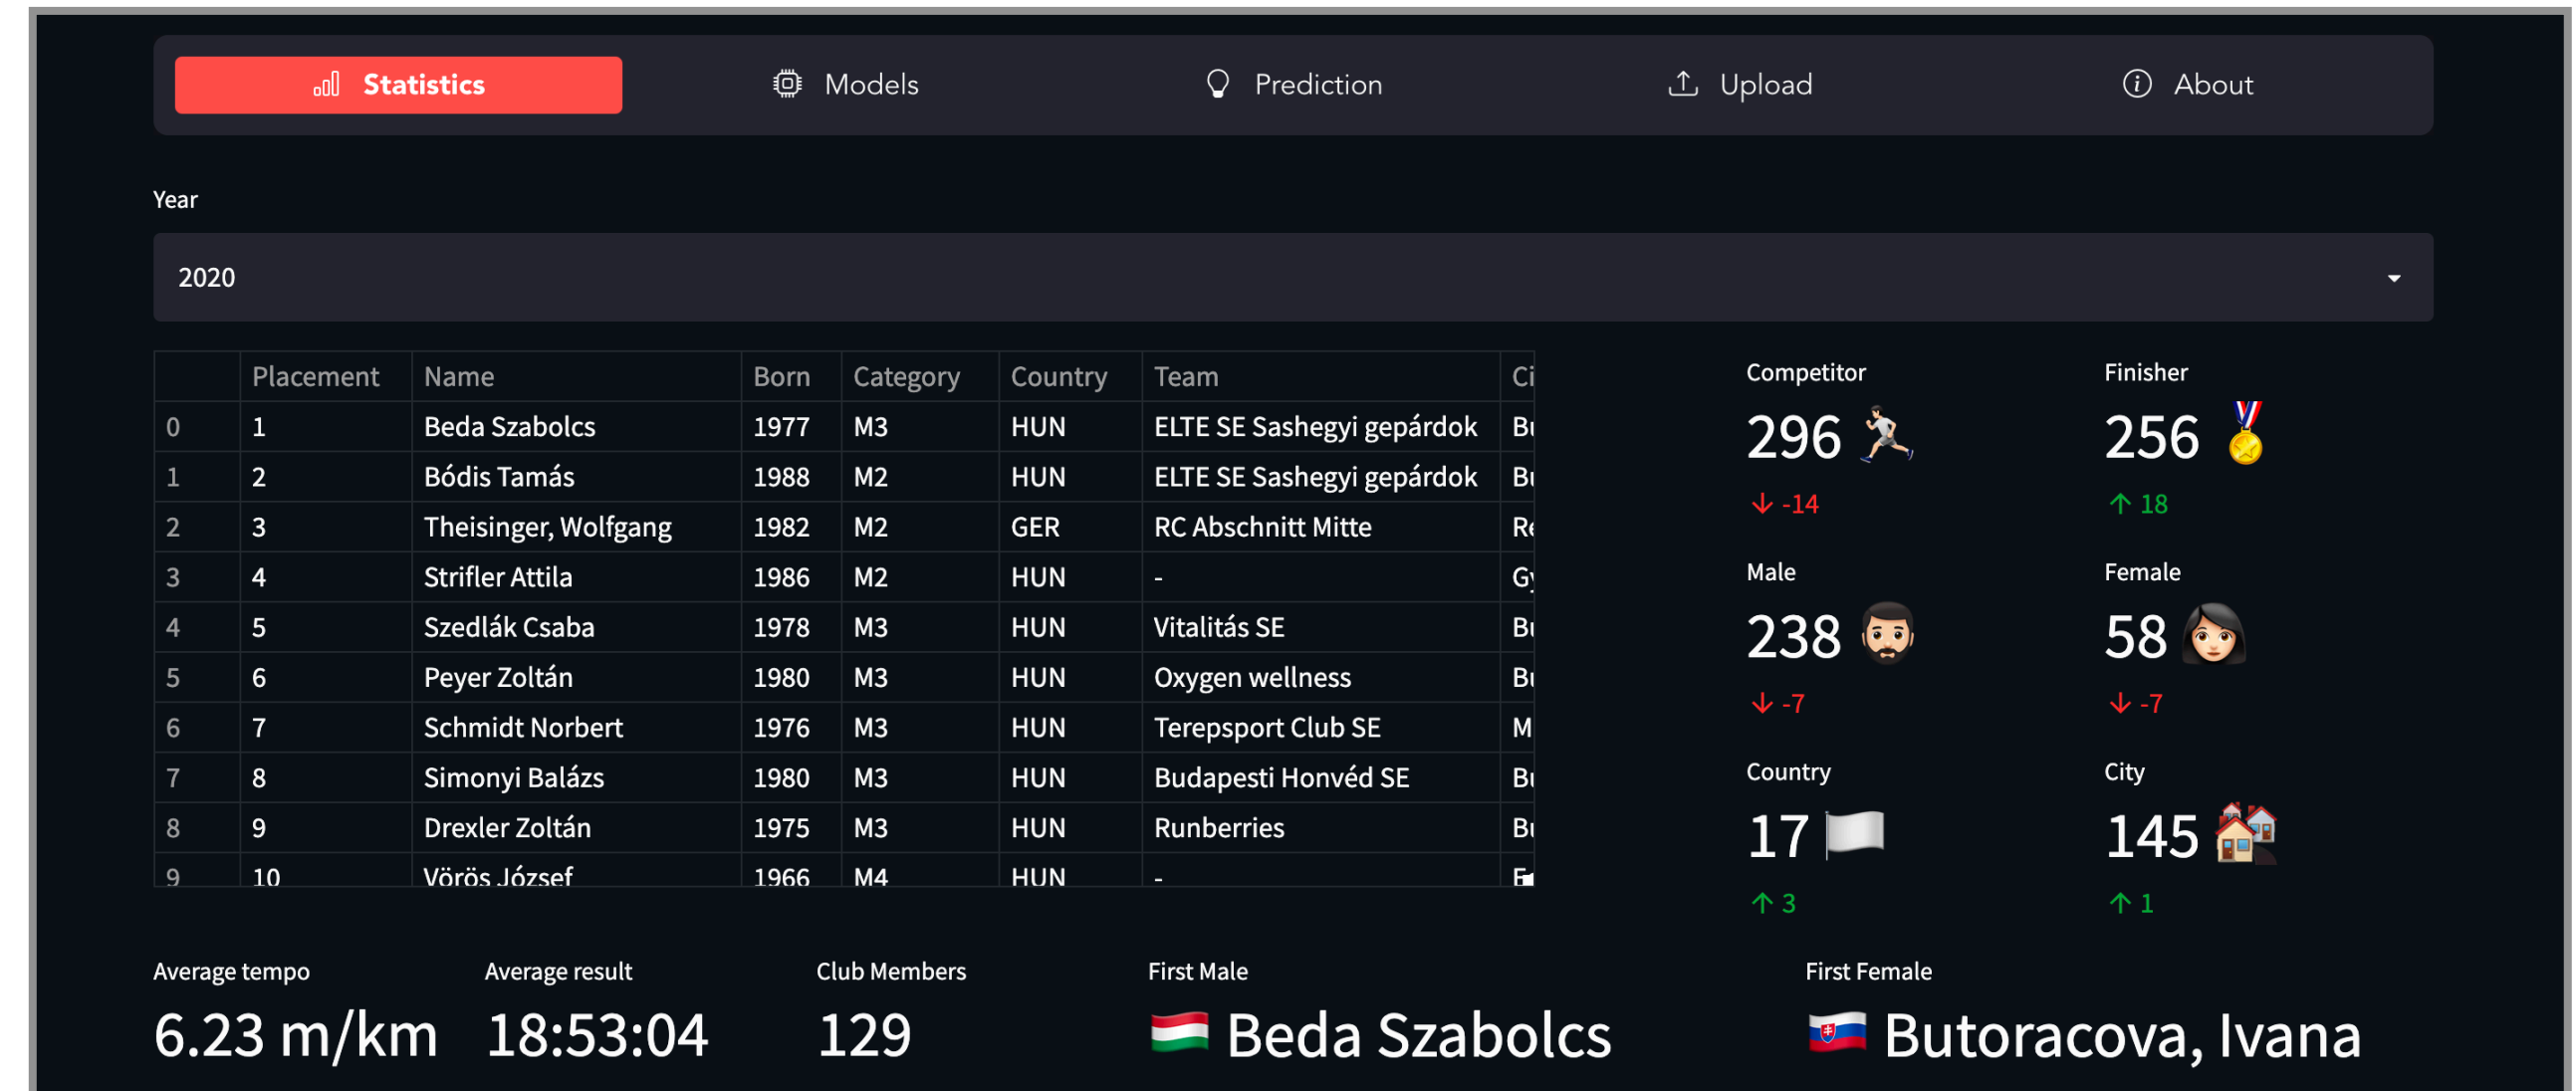 Statistics Models Prediction Upload About
Year
2020
Placement Name Born Category Country Team
0 1 Beda Szabolcs 1977 M3 HUN ELTE SE Sashegyi gepárdok
1 2 Bódis Tamás 1988 M2 HUN ELTE SE Sashegyi gepárdok
2 3 Theisinger, Wolfgang 1982 M2 GER RC Abschnitt Mitte
3 4 Strifler Attila 1986 M2 HUN -
4 5 Szedlák Csaba 1978 M3 HUN Vitalitás SE
5 6 Peyer Zoltán 1980 M3 HUN Oxygen wellness
6 7 Schmidt Norbert 1976 M3 HUN Terepsport Club SE
7 8 Simonyi Balázs 1980 M3 HUN Budapesti Honvéd SE
8 9 Drexler Zoltán 1975 M3 HUN Runberries
9 10 Vörös József 1966 M4 HUN -
Competitor Finisher
296 256
↓ -14 ↑ 18
Male Female
238 58
↓ -7 ↓ -7
Country City
17 145
↑ 3 ↑ 1
Average tempo Average result Club Members First Male First Female
6.23 m/km 18:53:04 129 Beda Szabolcs Butoracova, Ivana